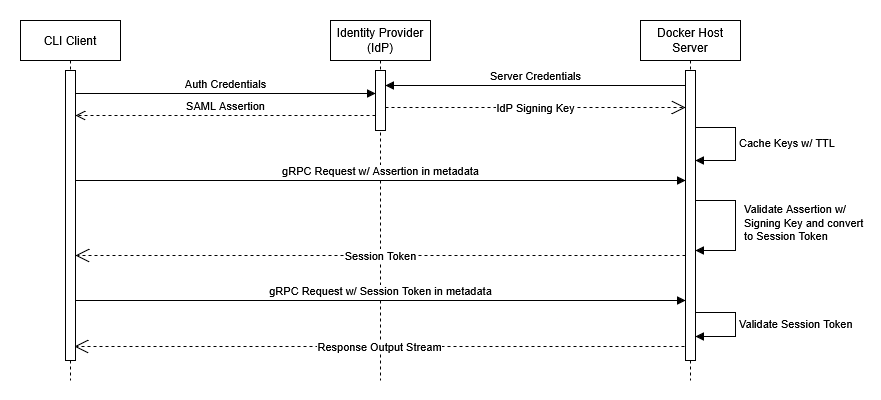 CLI Client
Identity Provider
(IdP)
Docker Host
Server
Auth Credentials
Server Credentials
SAML Assertion
IdP Signing Key
Cache Keys w/ TTL
gRPC Request w/ Assertion in metadata
Validate Assertion w/
Signing Key and convert
to Session Token
Session Token
gRPC Request w/ Session Token in metadata
Validate Session Token
Response Output Stream